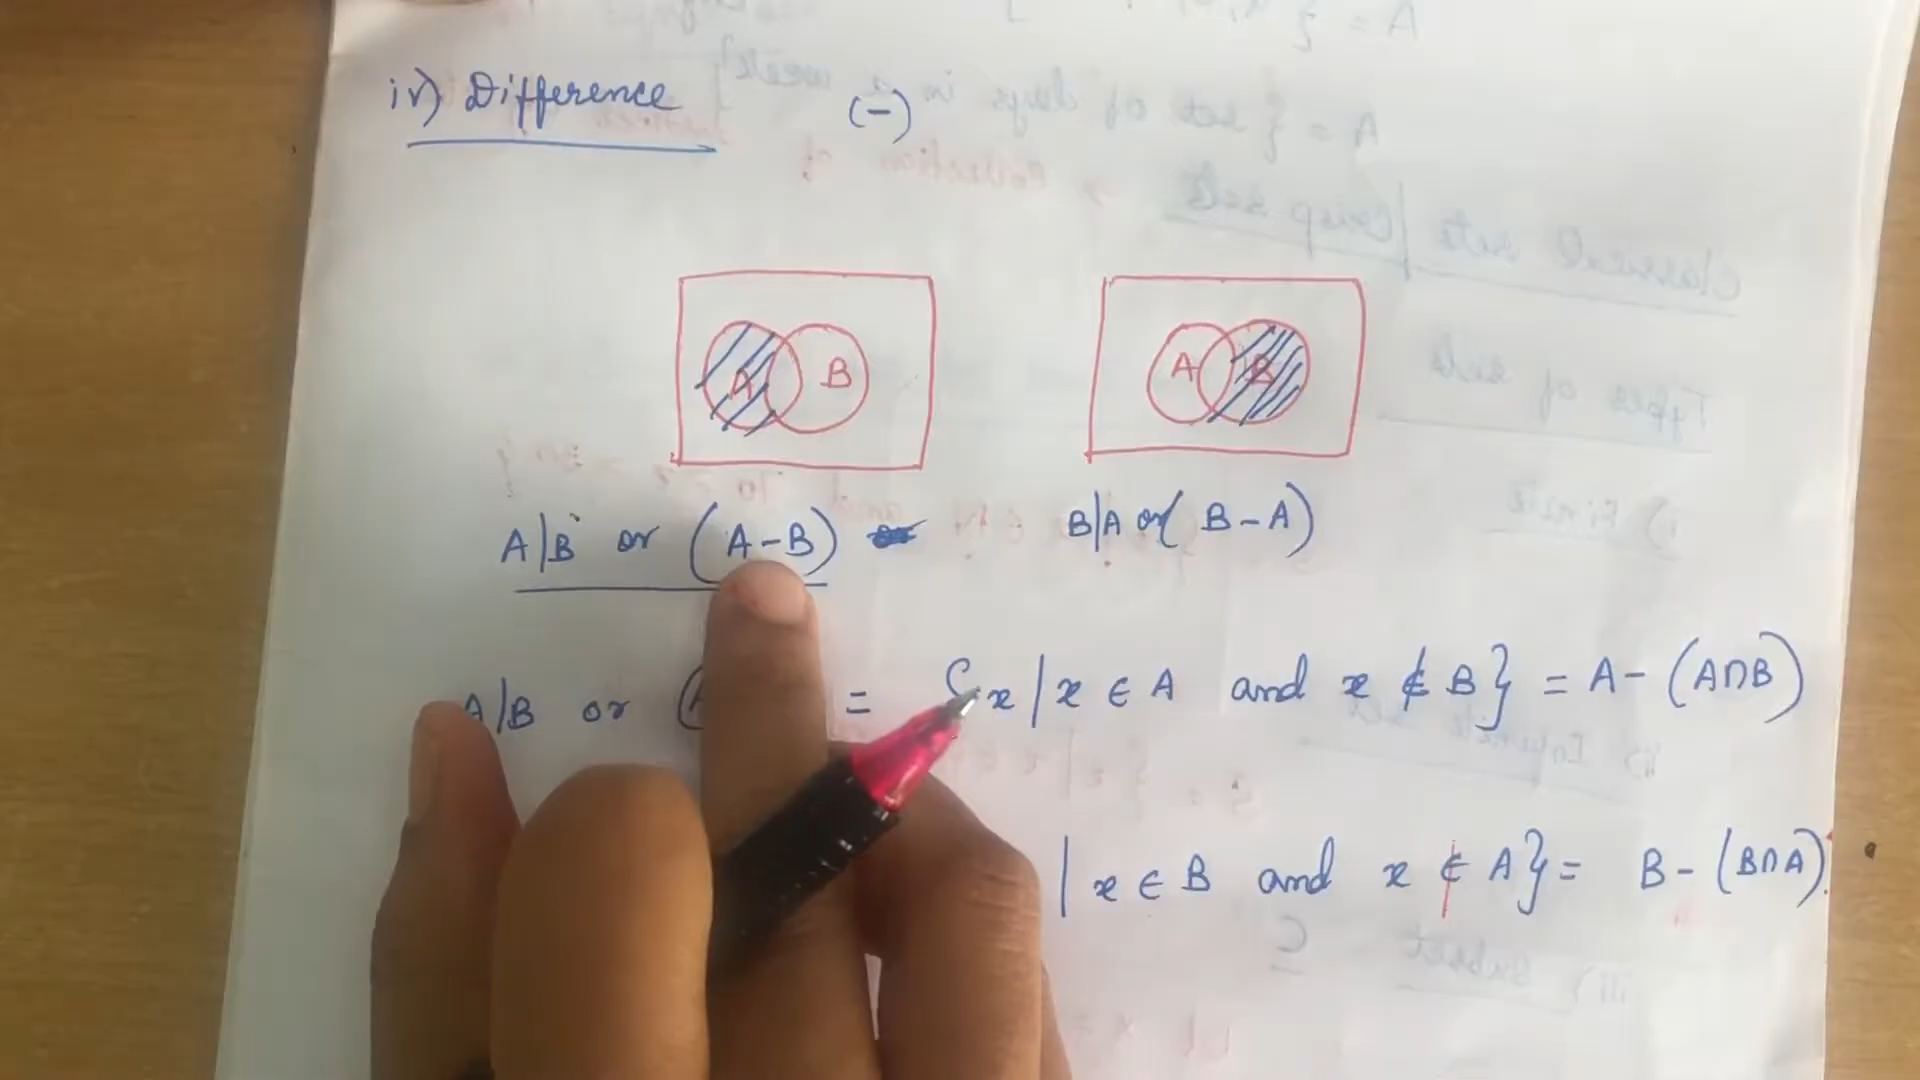 iv) Difference (-)
A B A B
A|B or (A-B) B|A or (B-A)
A|B or (A = {x | x ∈ A and x ∉ B} = A - (A∩B)
| x ∈ B and x ∉ A} = B - (B∩A)